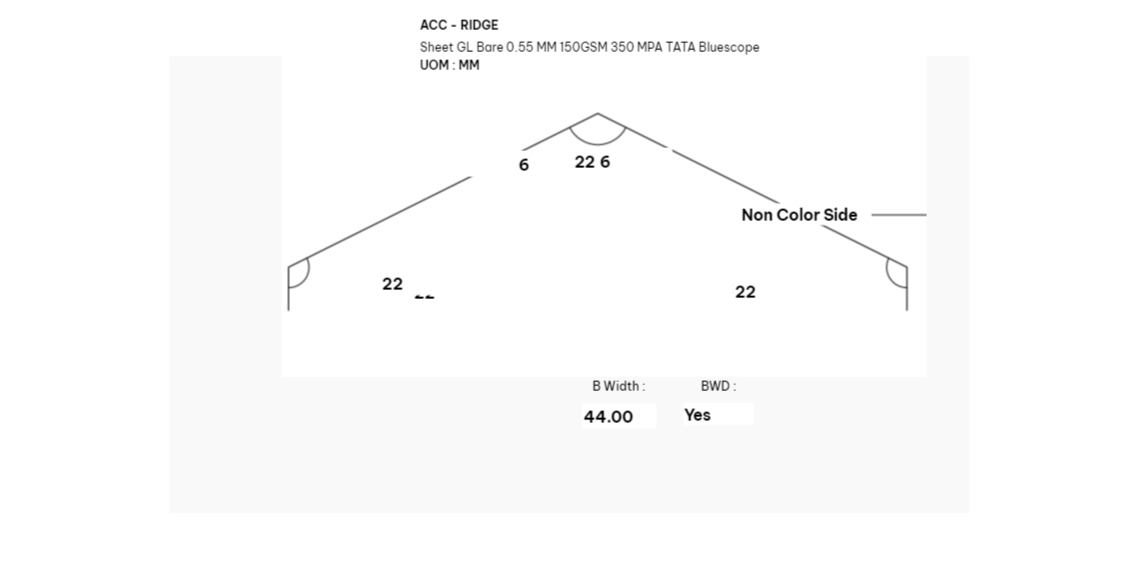 ACC - RIDGE
Sheet GL Bare 0.55 MM 150GSM 350 MPA TATA Bluescope
UOM : MM
6
22 6
Non Color Side
22
22
B Width :
BWD :
44.00
Yes